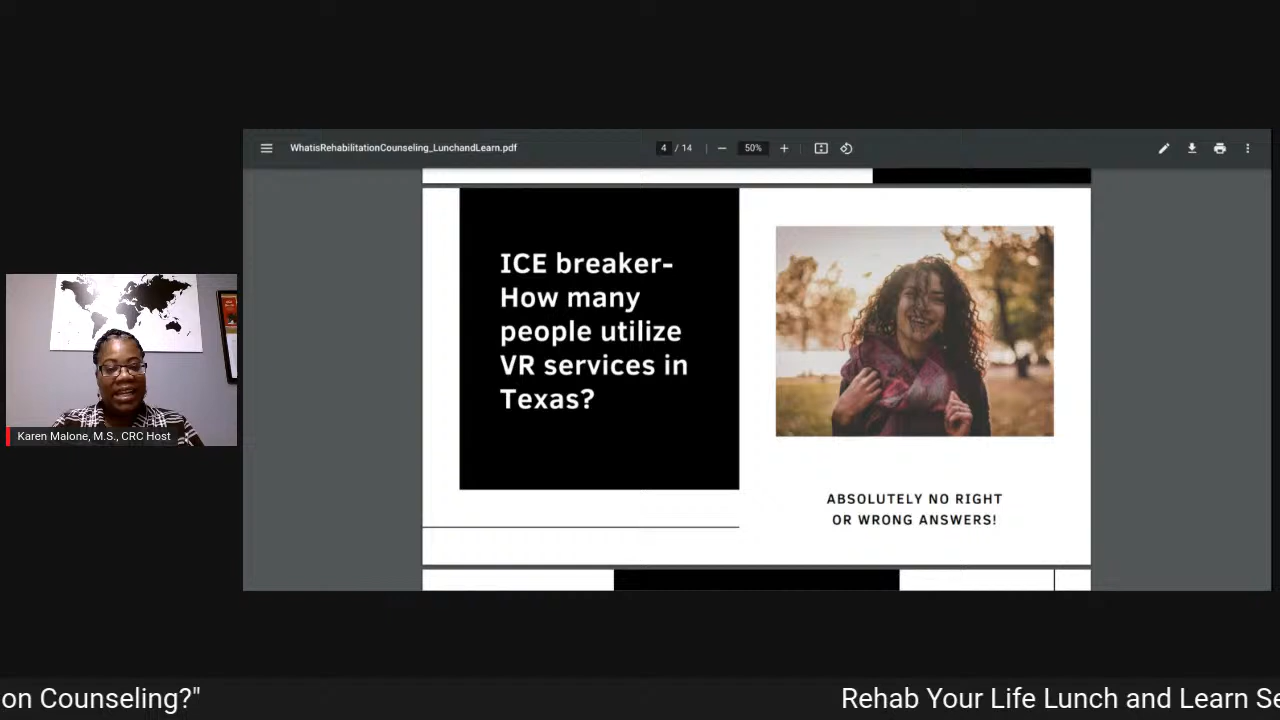 WhatisRehabilitationCounseling_LunchandLearn.pdf
4 / 14
50%
ICE breaker-
How many
people utilize
VR services in
Texas?
ABSOLUTELY NO RIGHT
OR WRONG ANSWERS!
Karen Malone, M.S., CRC Host
on Counseling?" Rehab Your Life Lunch and Learn Se